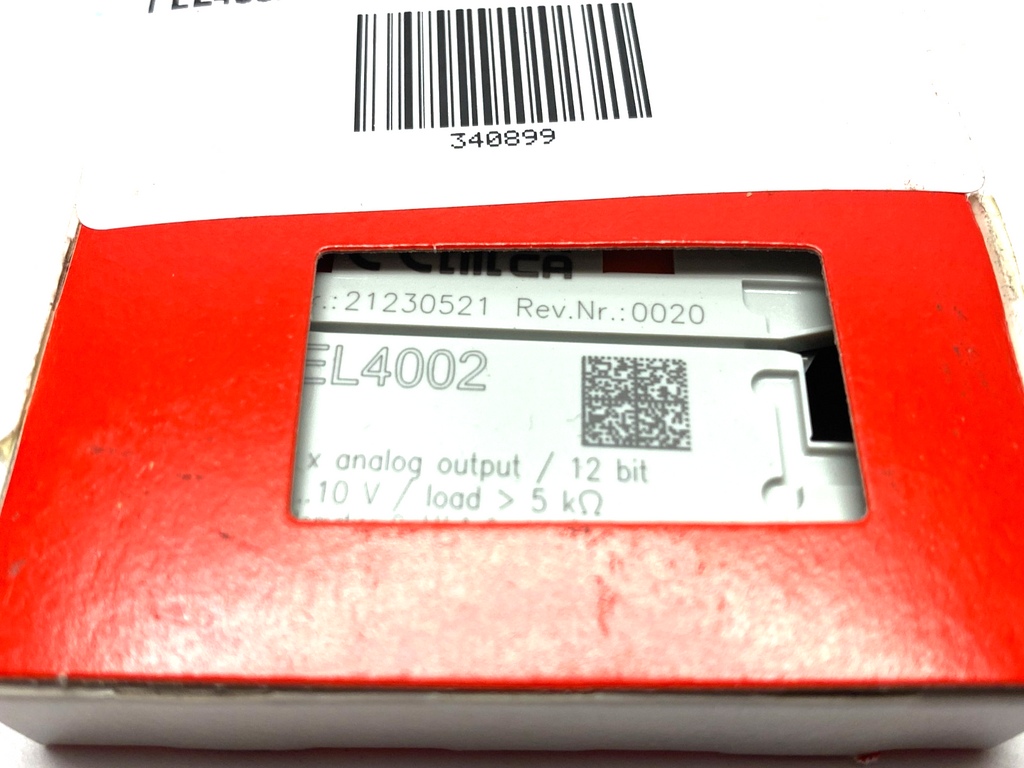 340899
.:21230521 Rev.Nr.:0020
EL4002
x analog output / 12 bit
..10 V / load > 5 kΩ